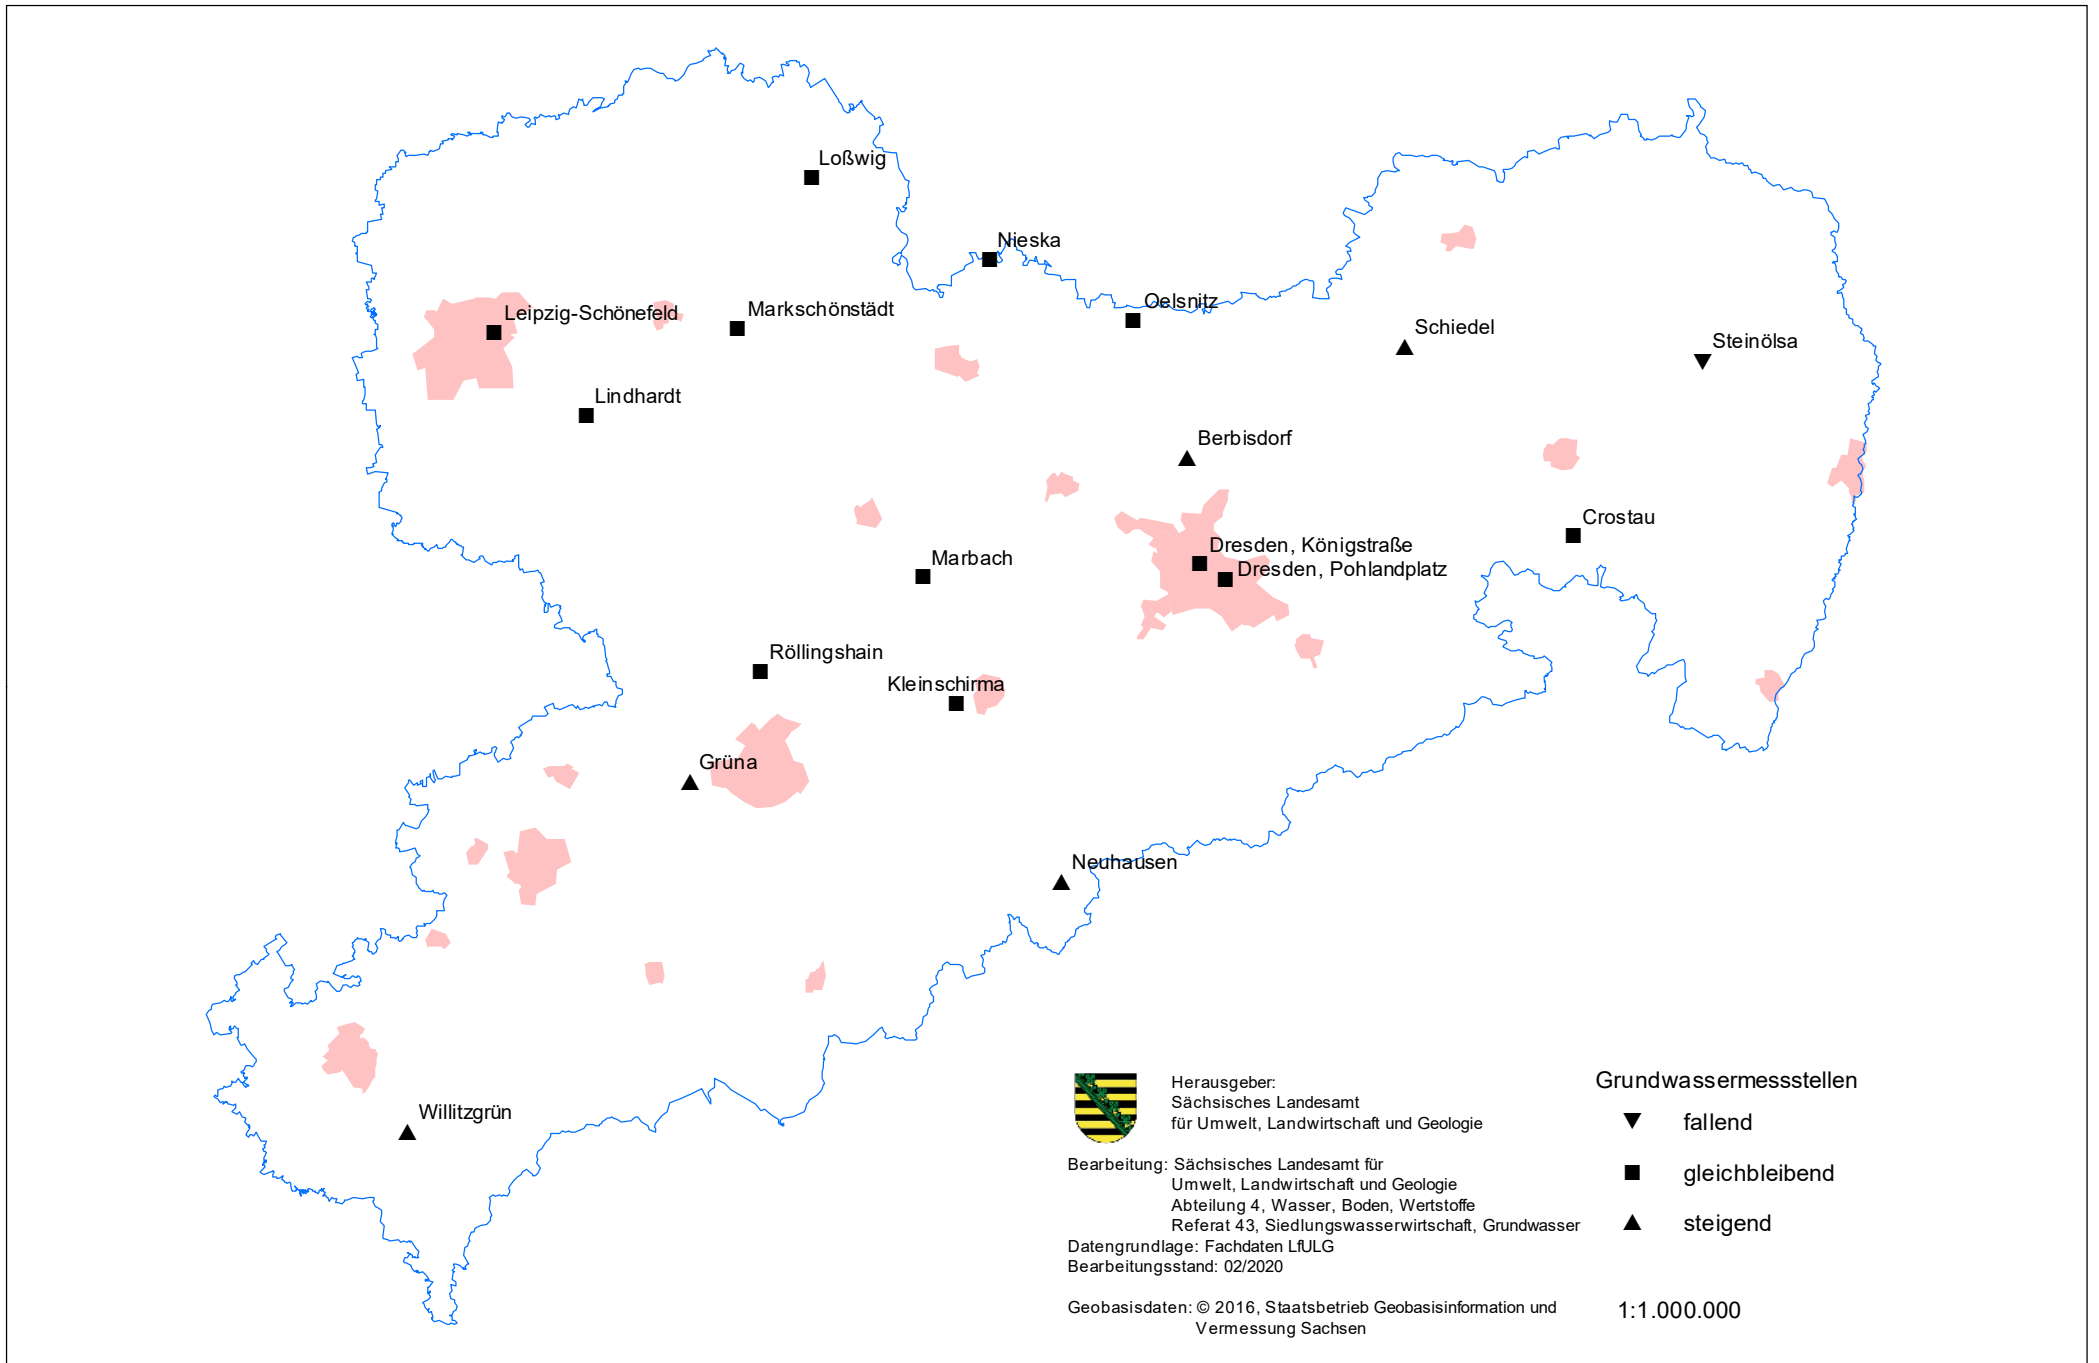 Loßwig
Nieska
Oelsnitz
Leipzig-Schönefeld
Markschönstädt
Schiedel
Steinölsa
Lindhardt
Berbisdorf
Crostau
Dresden, Königstraße
Dresden, Pohlandplatz
Marbach
Röllingshain
Kleinschirma
Grüna
Neuhausen
Willitzgrün
Herausgeber:
Sächsisches Landesamt
für Umwelt, Landwirtschaft und Geologie
Bearbeitung: Sächsisches Landesamt für
Umwelt, Landwirtschaft und Geologie
Abteilung 4, Wasser, Boden, Wertstoffe
Referat 43, Siedlungswasserwirtschaft, Grundwasser
Datengrundlage: Fachdaten LfULG
Bearbeitungsstand: 02/2020
Geobasisdaten: © 2016, Staatsbetrieb Geobasisinformation und
Vermessung Sachsen
Grundwassermessstellen
fallend
gleichbleibend
steigend
1:1.000.000